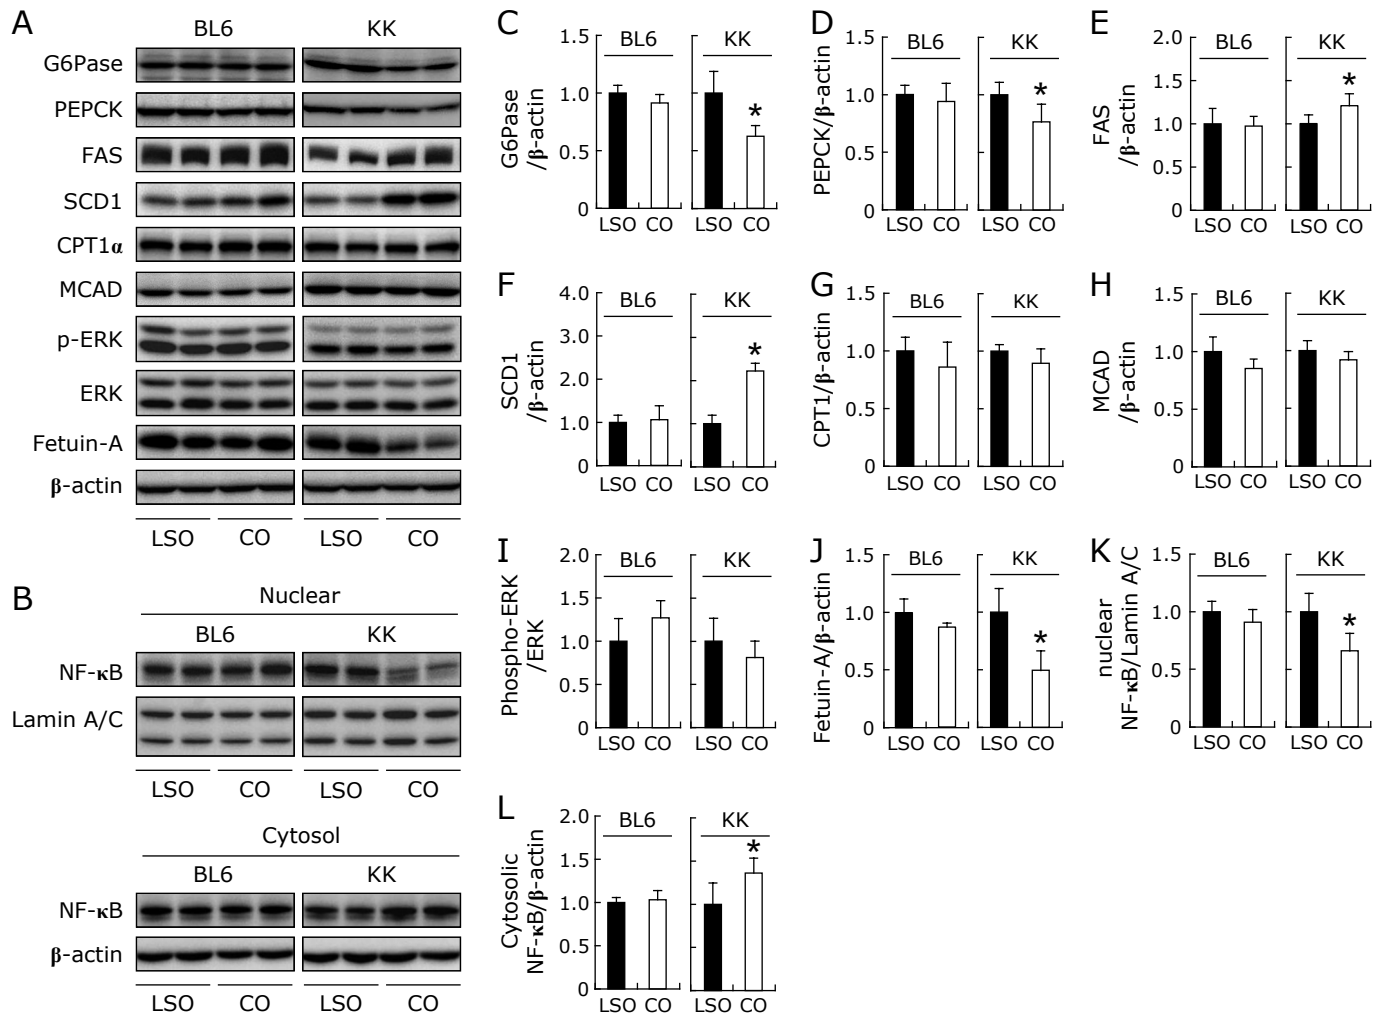 A
BL6 KK
G6Pase
PEPCK
FAS
SCD1
CPT1α
MCAD
p-ERK
ERK
Fetuin-A
β-actin
LSO CO LSO CO
B
Nuclear
BL6 KK
NF-κB
Lamin A/C
LSO CO LSO CO
Cytosol
BL6 KK
NF-κB
β-actin
LSO CO LSO CO
C
G6Pase
/β-actin
1.5
1.0
0.5
0
BL6 KK
*
LSO CO LSO CO
D
PEPCK/β-actin
1.5
1.0
0.5
0
BL6 KK
*
LSO CO LSO CO
E
FAS
/β-actin
2.0
1.5
1.0
0.5
0
BL6 KK
*
LSO CO LSO CO
F
SCD1
/β-actin
4.0
3.0
2.0
1.0
0
BL6 KK
*
LSO CO LSO CO
G
CPT1/β-actin
1.5
1.0
0.5
0
BL6 KK
LSO CO LSO CO
H
MCAD
/β-actin
1.5
1.0
0.5
0
BL6 KK
LSO CO LSO CO
I
Phospho-ERK
/ERK
2.0
1.5
1.0
0.5
0
BL6 KK
LSO CO LSO CO
J
Fetuin-A/β-actin
1.5
1.0
0.5
0
BL6 KK
*
LSO CO LSO CO
K
nuclear
NF-κB/Lamin A/C
1.5
1.0
0.5
0
BL6 KK
*
LSO CO LSO CO
L
Cytosolic
NF-κB/β-actin
2.0
1.5
1.0
0.5
0
BL6 KK
*
LSO CO LSO CO